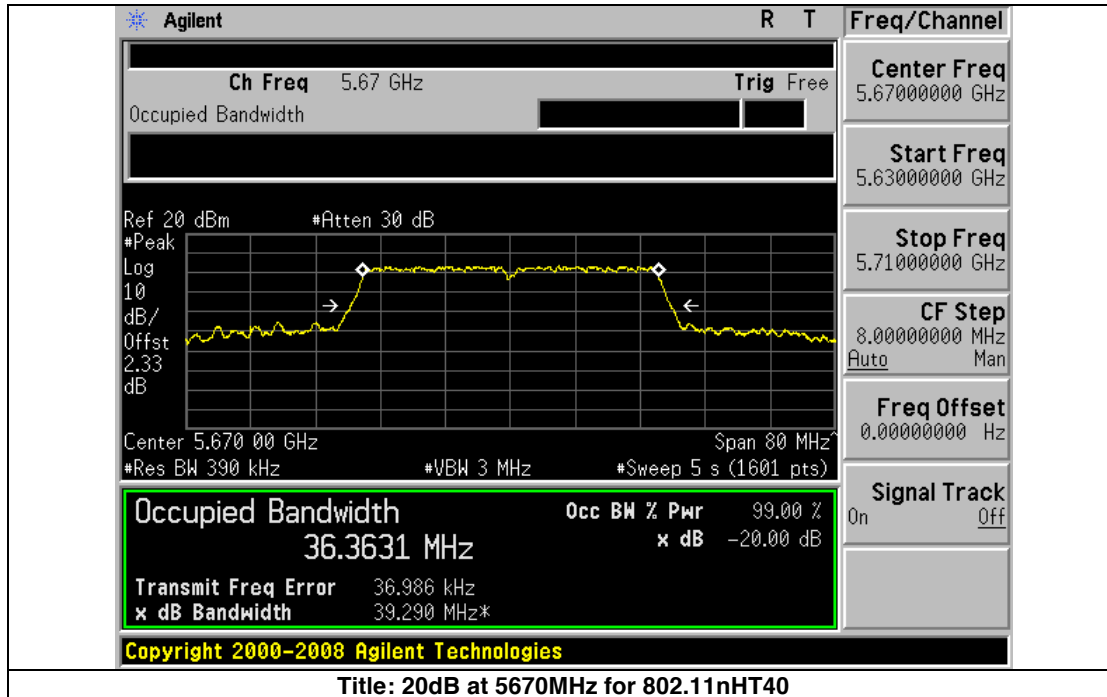 Agilent R T
Ch Freq 5.67 GHz Trig Free
Occupied Bandwidth
Ref 20 dBm #Atten 30 dB
#Peak
Log
10
dB/
Offst
2.33
dB
Center 5.670 00 GHz Span 80 MHz^
#Res BW 390 kHz #VBW 3 MHz #Sweep 5 s (1601 pts)
Occupied Bandwidth Occ BW % Pwr 99.00 %
36.3631 MHz x dB -20.00 dB
Transmit Freq Error 36.986 kHz
x dB Bandwidth 39.290 MHz*
Copyright 2000-2008 Agilent Technologies
Freq/Channel
Center Freq
5.67000000 GHz
Start Freq
5.63000000 GHz
Stop Freq
5.71000000 GHz
CF Step
8.00000000 MHz
Auto Man
Freq Offset
0.00000000 Hz
Signal Track
On Off
Title: 20dB at 5670MHz for 802.11nHT40